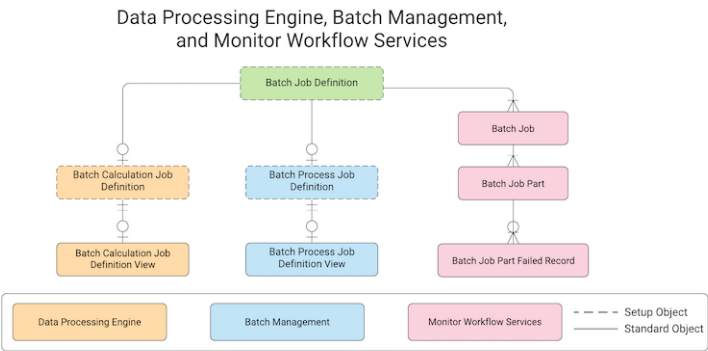 Data Processing Engine, Batch Management,
and Monitor Workflow Services
Batch Job Definition
Batch Job
Batch Calculation Job
Definition
Batch Process Job
Definition
Batch Job Part
Batch Calculation Job
Definition View
Batch Process Job
Definition View
Batch Job Part Failed Record
Data Processing Engine
Batch Management
Monitor Workflow Services
Setup Object
Standard Object